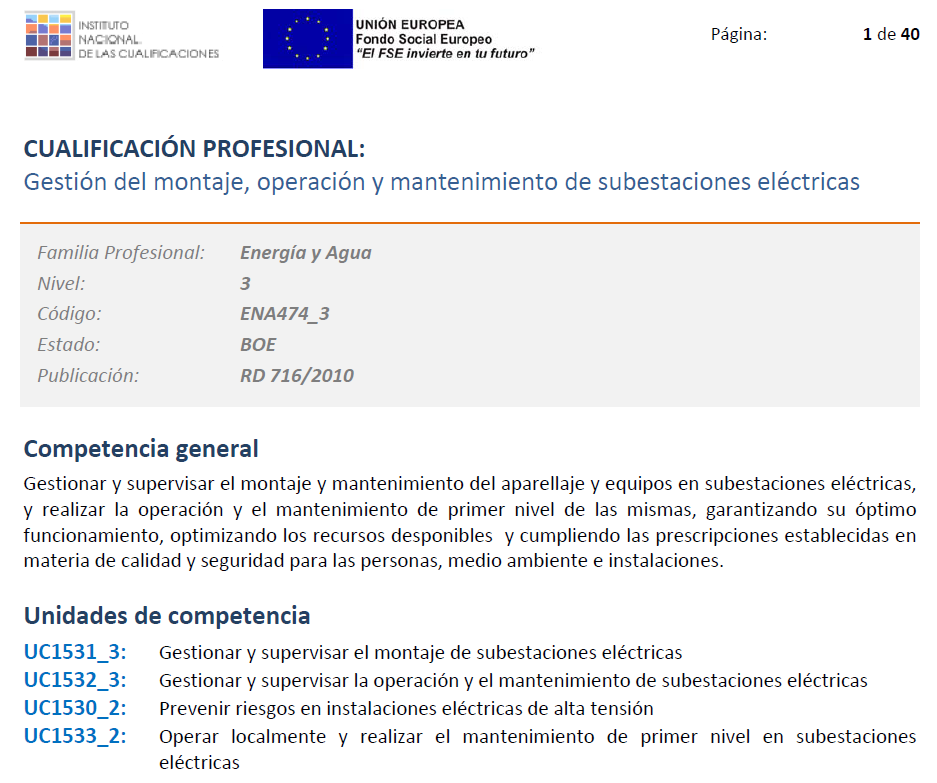 INSTITUTO
NACIONAL
DE LAS CUALIFICACIONES
UNIÓN EUROPEA
Fondo Social Europeo
"El FSE invierte en tu futuro"
Página: 1 de 40
CUALIFICACIÓN PROFESIONAL:
Gestión del montaje, operación y mantenimiento de subestaciones eléctricas
Familia Profesional: Energía y Agua
Nivel: 3
Código: ENA474_3
Estado: BOE
Publicación: RD 716/2010
Competencia general
Gestionar y supervisar el montaje y mantenimiento del aparellaje y equipos en subestaciones eléctricas,
y realizar la operación y el mantenimiento de primer nivel de las mismas, garantizando su óptimo
funcionamiento, optimizando los recursos desponibles y cumpliendo las prescripciones establecidas en
materia de calidad y seguridad para las personas, medio ambiente e instalaciones.
Unidades de competencia
UC1531_3: Gestionar y supervisar el montaje de subestaciones eléctricas
UC1532_3: Gestionar y supervisar la operación y el mantenimiento de subestaciones eléctricas
UC1530_2: Prevenir riesgos en instalaciones eléctricas de alta tensión
UC1533_2: Operar localmente y realizar el mantenimiento de primer nivel en subestaciones
eléctricas